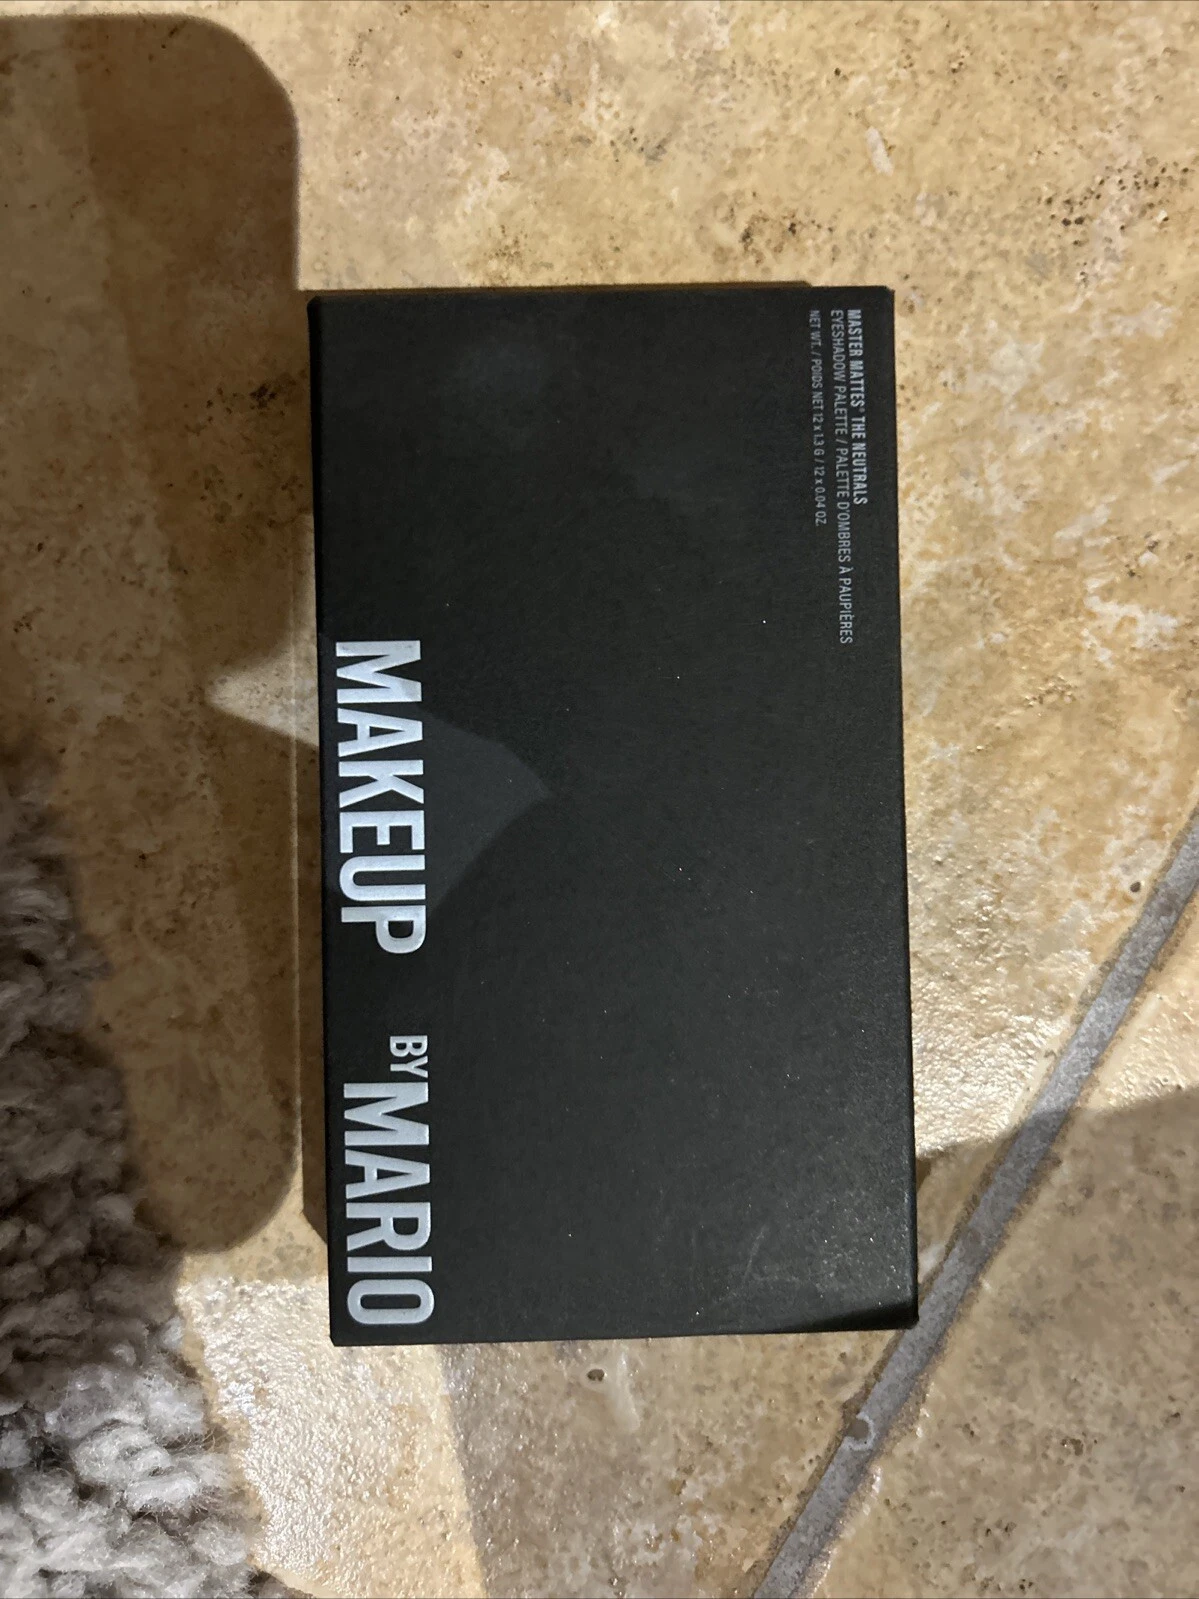 MASTER MATTES® THE NEUTRALS
EYESHADOW PALETTE / PALETTE D'OMBRES À PAUPIÈRES
NET WT. / POIDS NET 12 x 1.3 G / 12 x 0.04 OZ.
MAKEUP BY MARIO